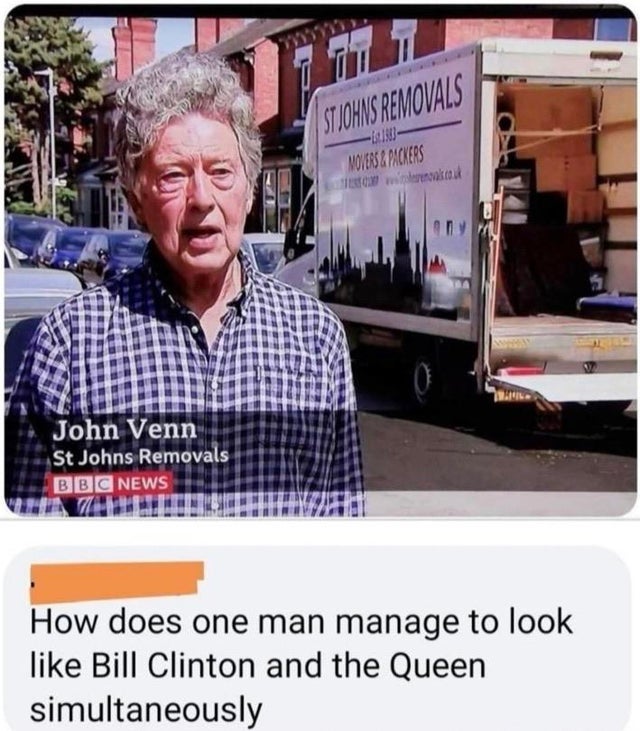 ST JOHNS REMOVALS
Est.1983
MOVERS & PACKERS
John Venn
St Johns Removals
BBC NEWS
How does one man manage to look
like Bill Clinton and the Queen
simultaneously